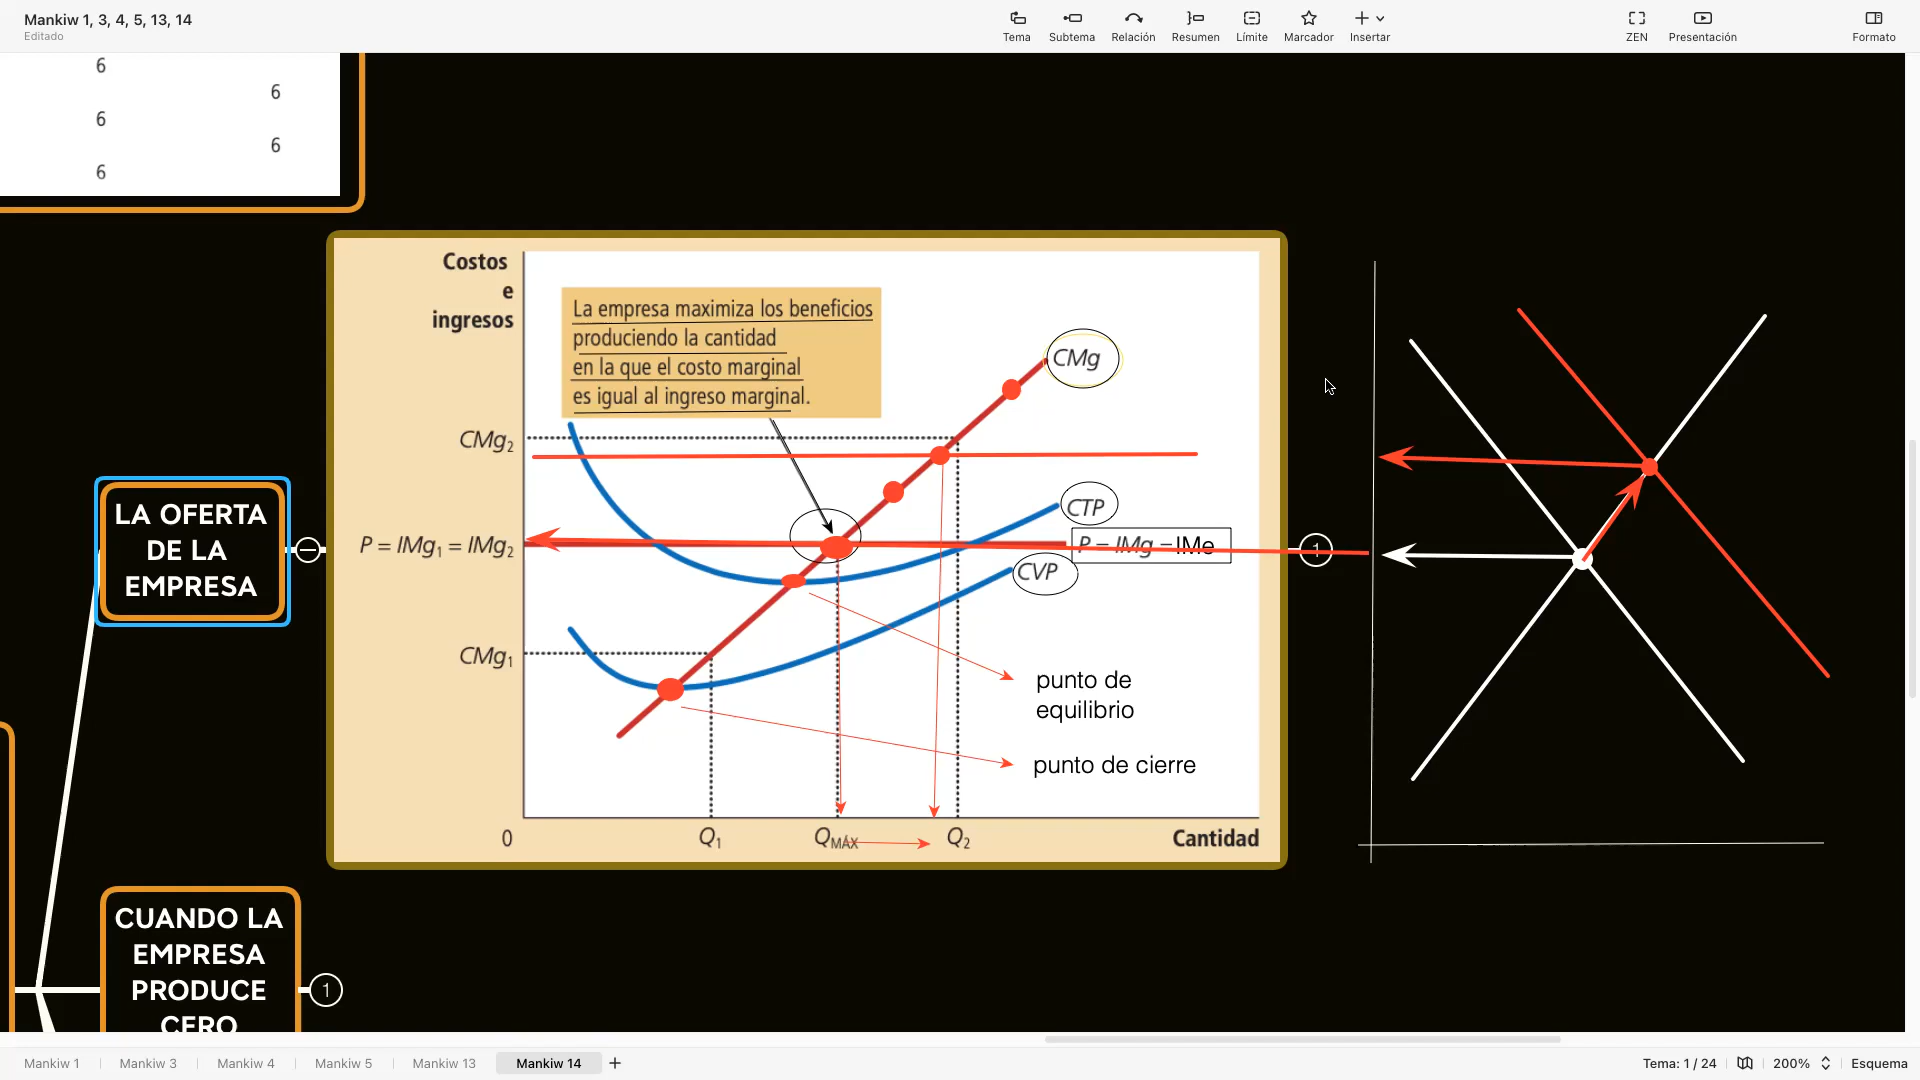 Mankiw 1, 3, 4, 5, 13, 14
Editado
Tema
Subtema
Relación
Resumen
Límite
Marcador
Insertar
ZEN
Presentación
Formato
6
6
6
6
6
Costos
e
ingresos
La empresa maximiza los beneficios
produciendo la cantidad
en la que el costo marginal
es igual al ingreso marginal.
CMg
CMg2
CTP
P = IMg1 = IMg2
P = IMg = IMe
CVP
CMg1
punto de
equilibrio
punto de cierre
0
Q1
QMÁX
Q2
Cantidad
LA OFERTA
DE LA
EMPRESA
1
CUANDO LA
EMPRESA
PRODUCE
CERO
1
Mankiw 1
Mankiw 3
Mankiw 4
Mankiw 5
Mankiw 13
Mankiw 14
Tema: 1 / 24
200%
Esquema